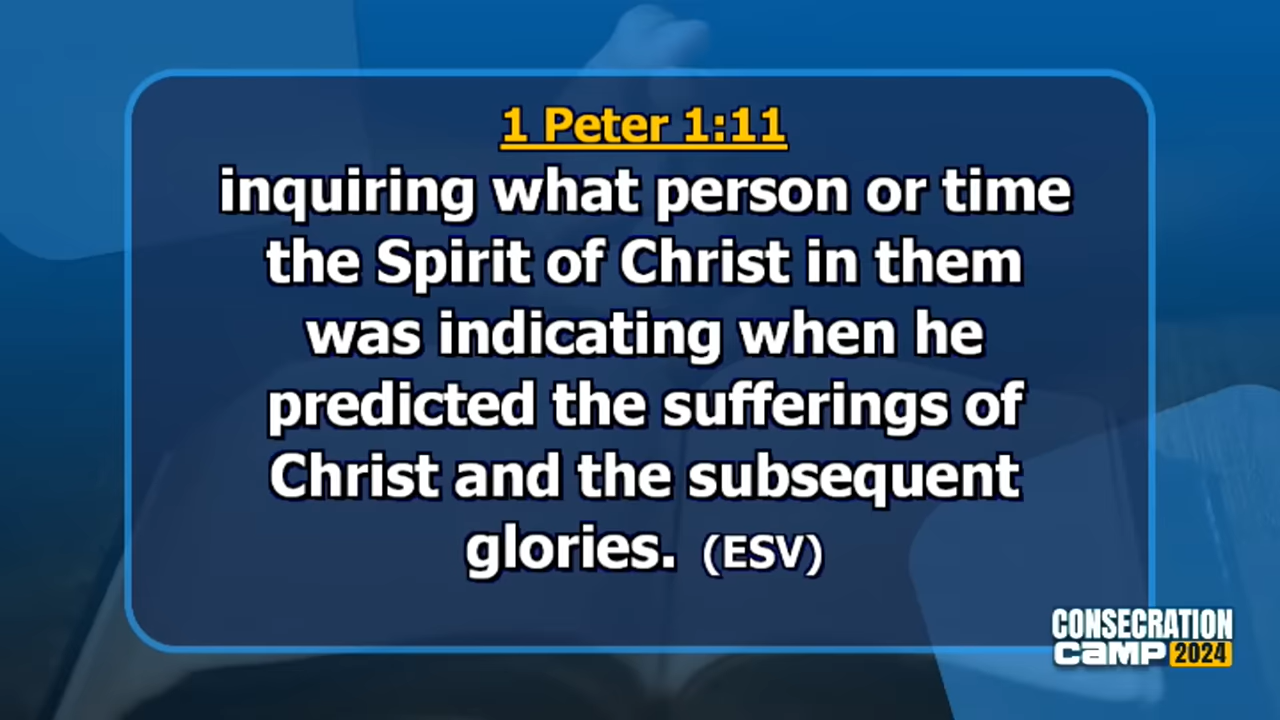 1 Peter 1:11
inquiring what person or time
the Spirit of Christ in them
was indicating when he
predicted the sufferings of
Christ and the subsequent
glories. (ESV)
CONSECRATION
CAMP 2024